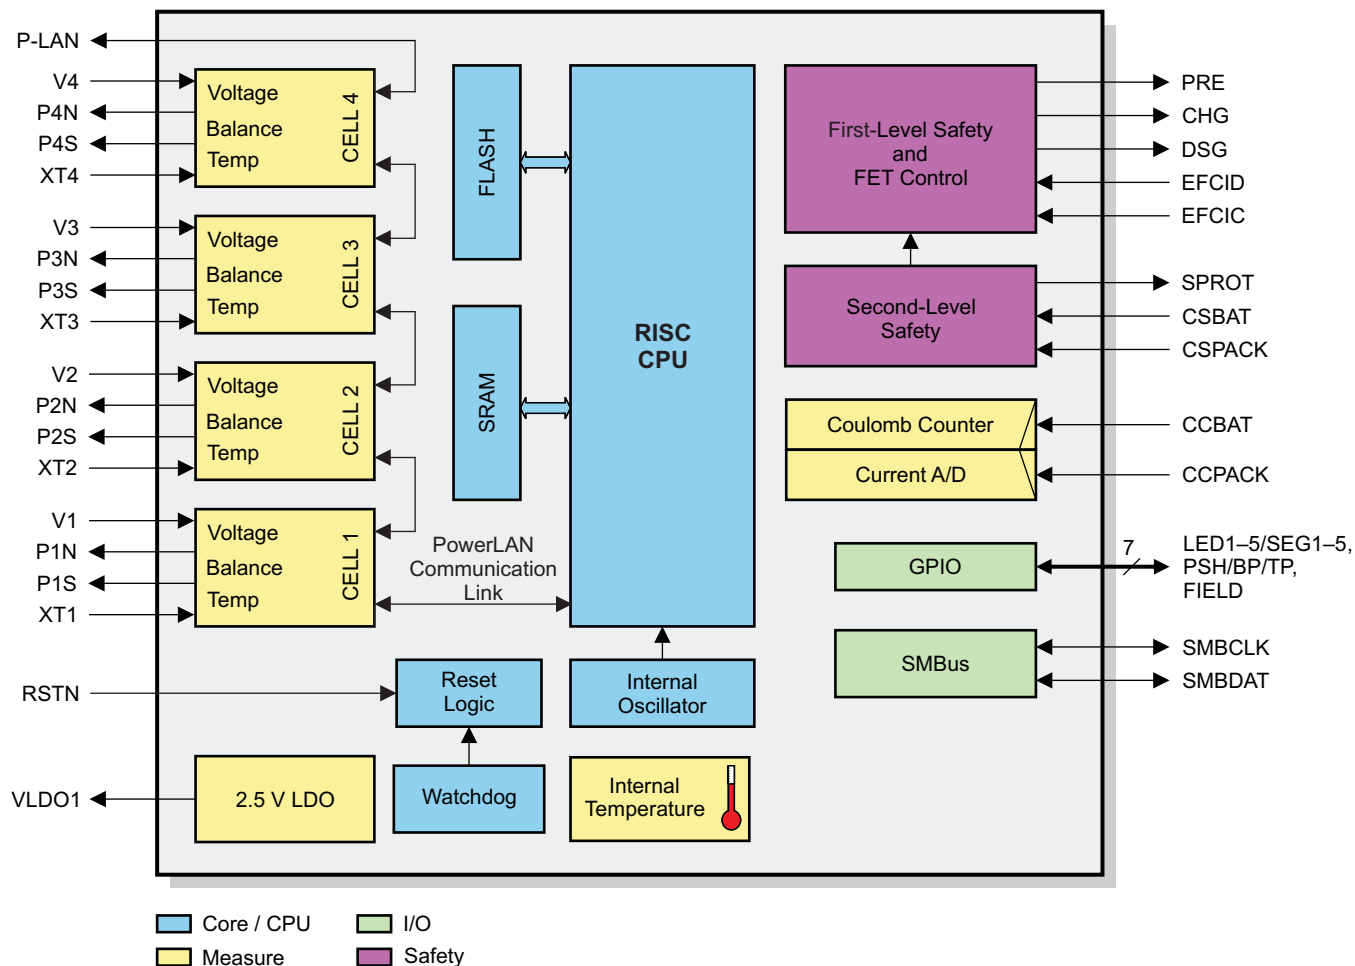 P-LAN
V4
P4N
P4S
XT4
Voltage
Balance
Temp
CELL 4
V3
P3N
P3S
XT3
Voltage
Balance
Temp
CELL 3
V2
P2N
P2S
XT2
Voltage
Balance
Temp
CELL 2
V1
P1N
P1S
XT1
Voltage
Balance
Temp
CELL 1
RSTN
VLDO1
2.5 V LDO
FLASH
SRAM
PowerLAN
Communication
Link
Reset
Logic
Watchdog
RISC
CPU
Internal
Oscillator
Internal
Temperature
First-Level Safety
and
FET Control
Second-Level
Safety
Coulomb Counter
Current A/D
GPIO
SMBus
PRE
CHG
DSG
EFCID
EFCIC
SPROT
CSBAT
CSPACK
CCBAT
CCPACK
7
LED1–5/SEG1–5,
PSH/BP/TP,
FIELD
SMBCLK
SMBDAT
Core / CPU
I/O
Measure
Safety